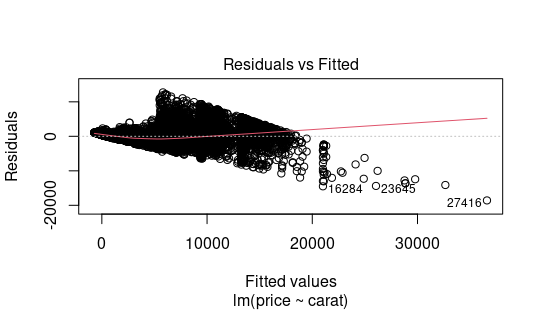 Residuals vs Fitted
Residuals
0
-20000
16284
23645
27416
0
10000
20000
30000
Fitted values
lm(price ~ carat)